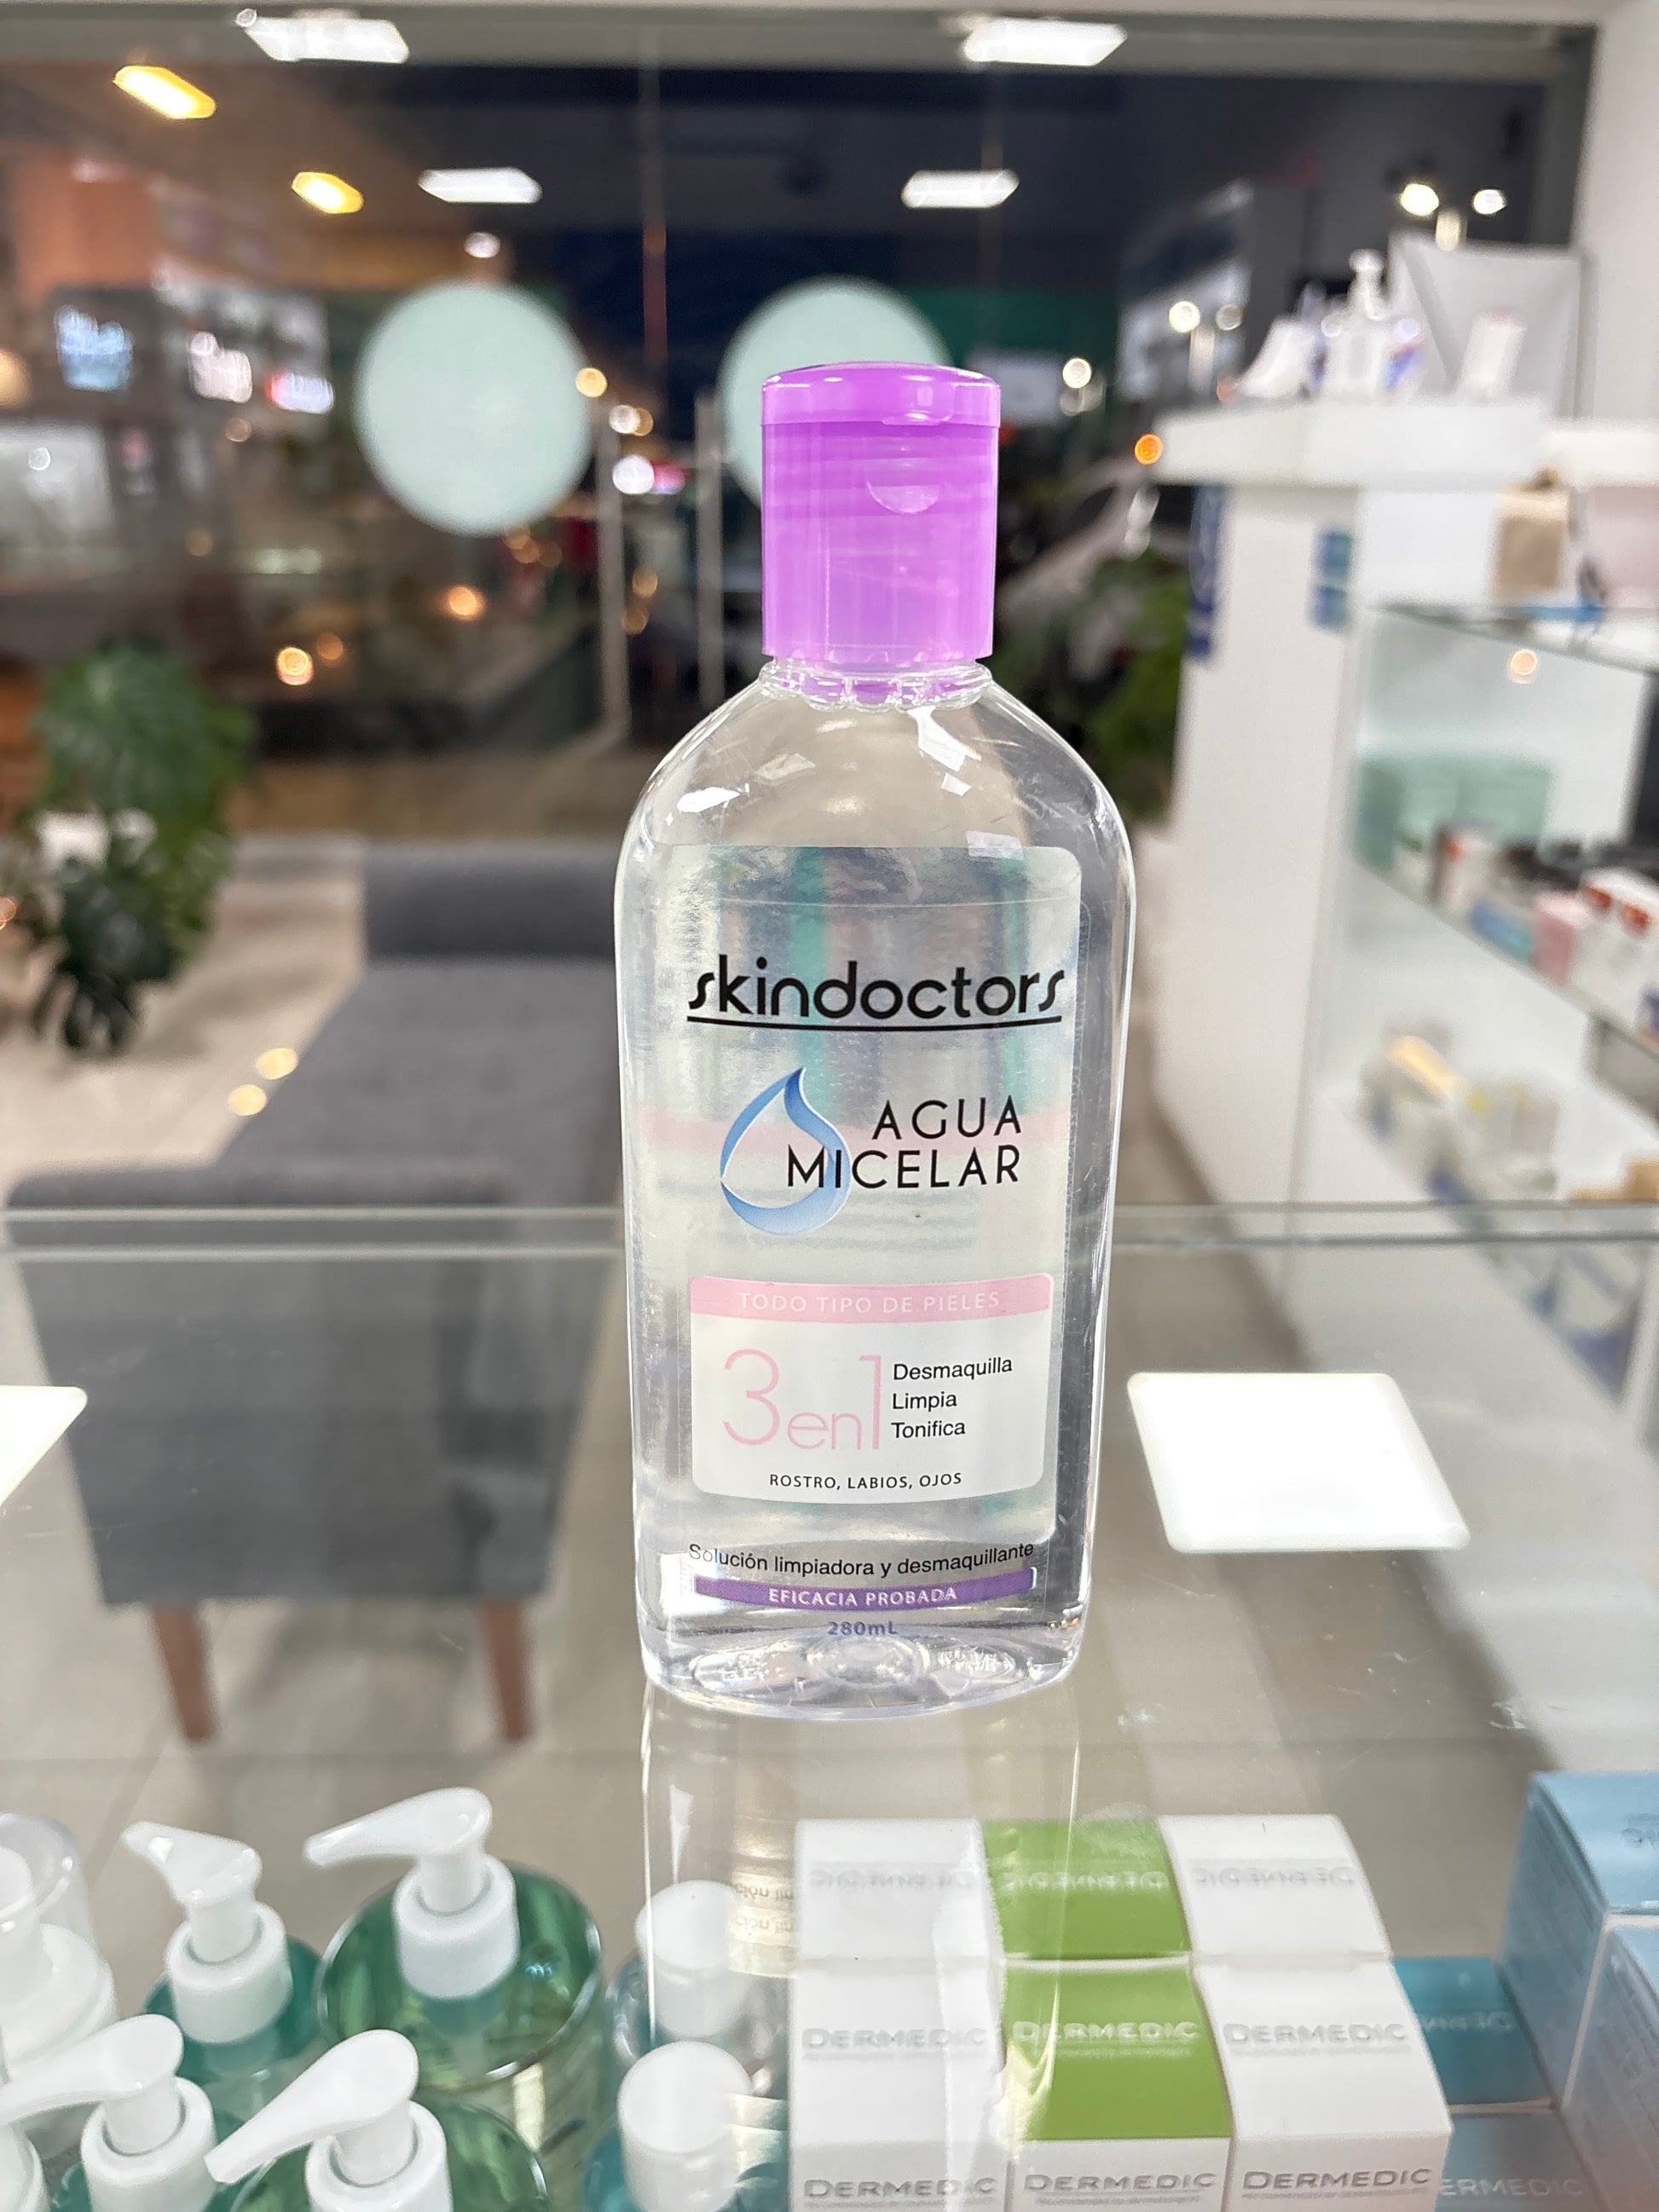 skindoctors
AGUA
MICELAR
TODO TIPO DE PIELES
3en1
Desmaquilla
Limpia
Tonifica
ROSTRO, LABIOS, OJOS
Solución limpiadora y desmaquillante
EFICACIA PROBADA
280mL
DERMEDIC DERMEDIC DERMEDIC
DERMEDIC DERMEDIC DERMEDIC